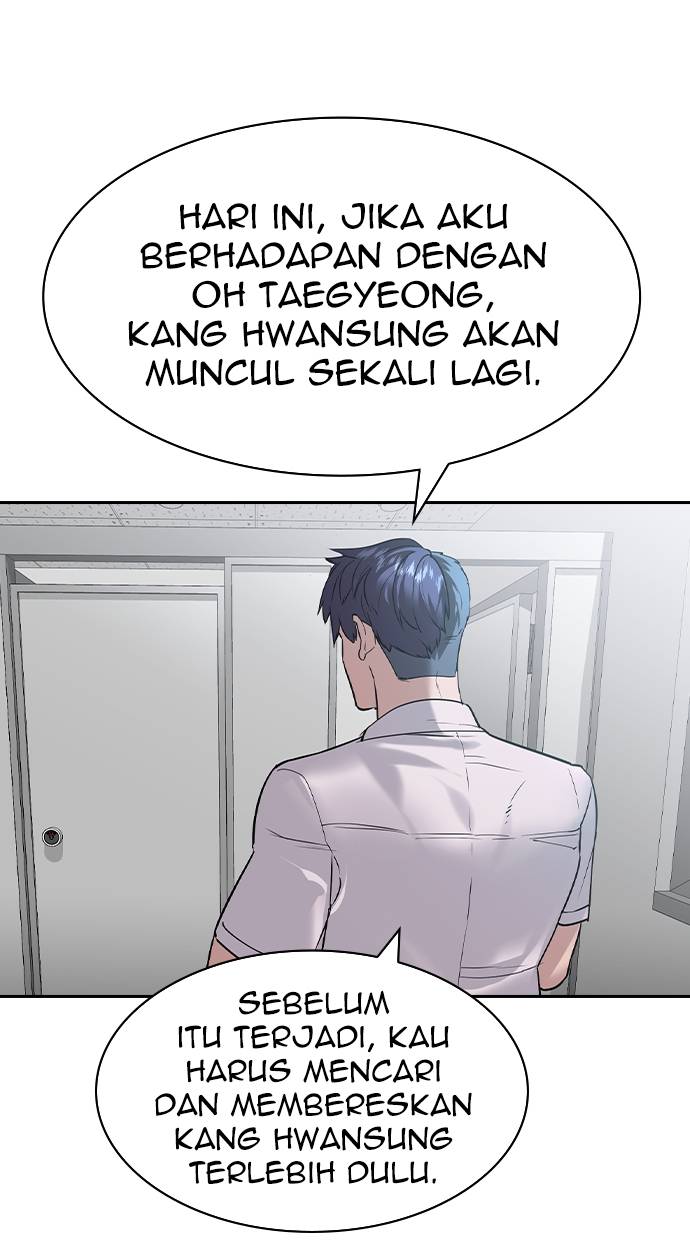 HARI INI, JIKA AKU
BERHADAPAN DENGAN
OH TAEGYEONG,
KANG HWANSUNG AKAN
MUNCUL SEKALI LAGI.
SEBELUM
ITU TERJADI, KAU
HARUS MENCARI
DAN MEMBERESKAN
KANG HWANSUNG
TERLEBIH DULU.